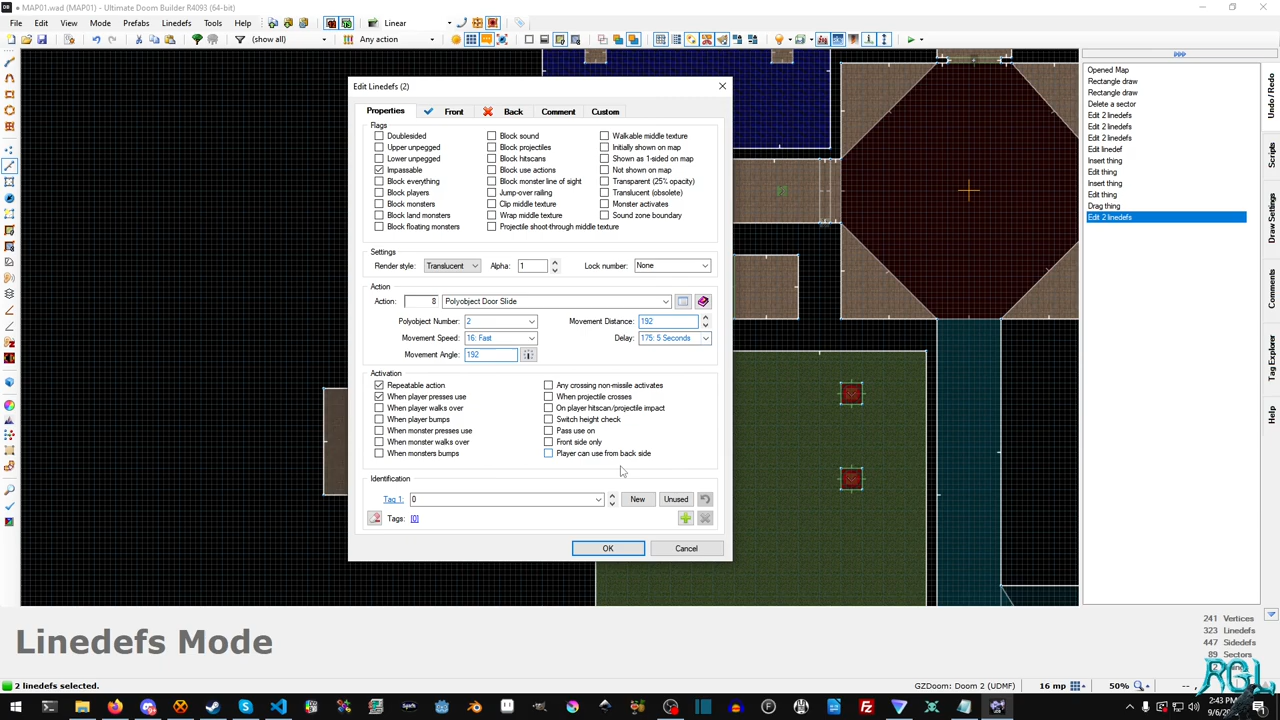 MAP01.wad (MAP01) - Ultimate Doom Builder R4093 (64-bit)
File Edit View Mode Prefabs Linedefs Tools Help Linear
(show all) Any action
Edit Linedefs (2)
Properties Front Back Comment Custom
Flags
Doublesided Block sound Walkable middle texture
Upper unpegged Block projectiles Initially shown on map
Lower unpegged Block hitscans Shown as 1-sided on map
Impassable Block use actions Not shown on map
Block everything Block monster line of sight Transparent (25% opacity)
Block players Jump-over railing Translucent (obsolete)
Block monsters Clip middle texture Monster activates
Block land monsters Wrap middle texture Sound zone boundary
Block floating monsters Projectile shoot-through middle texture
Settings
Render style: Translucent Alpha: 1 Lock number: None
Action
Action: 8 Polyobject Door Slide
Polyobject Number: 2 Movement Distance: 192
Movement Speed: 16: Fast Delay: 175: 5 Seconds
Movement Angle: 192
Activation
Repeatable action Any crossing non-missile activates
When player presses use When projectile crosses
When player walks over On player hitscan/projectile impact
When player bumps Switch height check
When monster presses use Pass use on
When monster walks over Front side only
When monsters bumps Player can use from back side
Identification
Tag 1: 0 New Unused
Tags: [0]
OK Cancel
Opened Map
Rectangle draw
Rectangle draw
Delete a sector
Edit 2 linedefs
Edit 2 linedefs
Edit 2 linedefs
Edit linedef
Insert thing
Edit thing
Insert thing
Edit thing
Drag thing
Edit 2 linedefs
Undo / Redo
Scripts
Draw Settings
Comments
Tag Explorer
Help
Linedefs Mode
241 Vertices
323 Linedefs
447 Sidedefs
89 Sectors
RGL
2 linedefs selected. GZDoom: Doom 2 (UDMF) 16 mp 50% --
2:43 PM